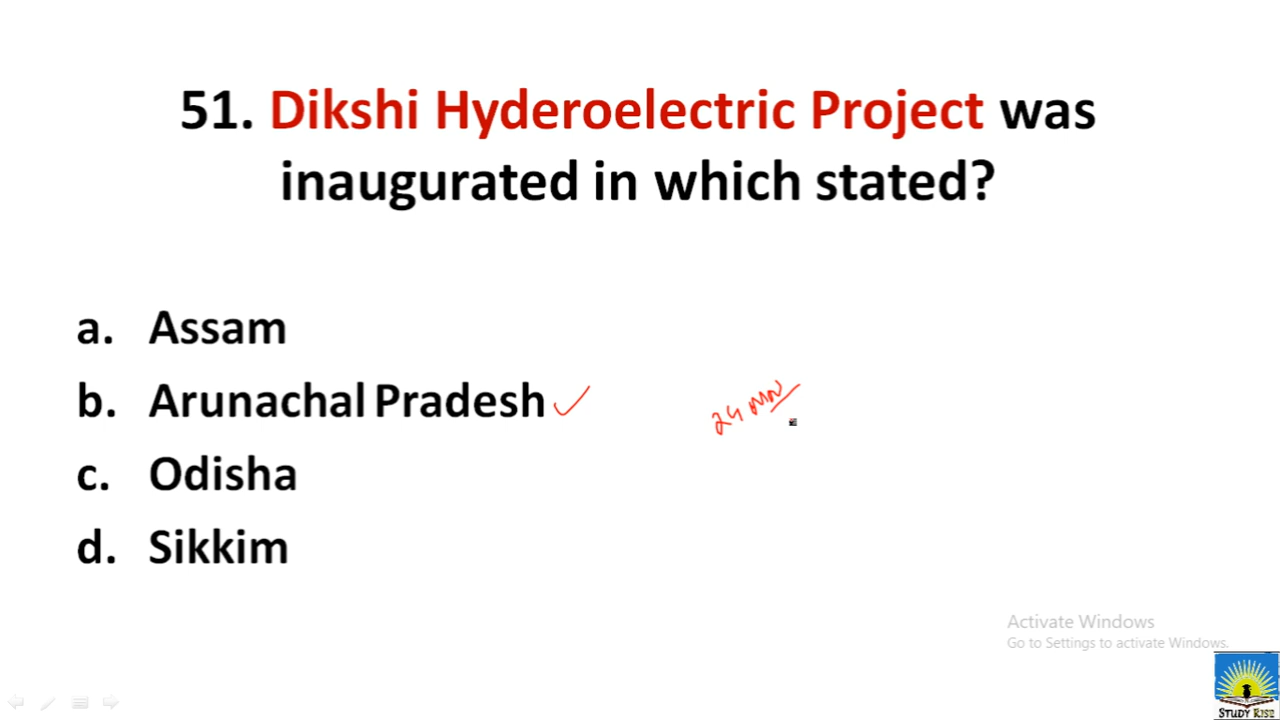 51. Dikshi Hyderoelectric Project was
inaugurated in which stated?
a. Assam
b. Arunachal Pradesh
24 MW
c. Odisha
d. Sikkim
Activate Windows
Go to Settings to activate Windows.
STUDY RISE